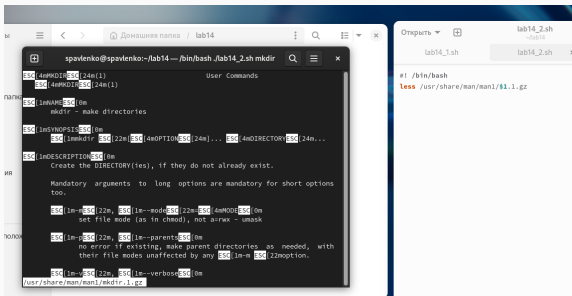 ы
Домашняя папка / lab14
spavlenko@spavlenko:~/lab14 — /bin/bash ./lab14_2.sh mkdir
ESC[4mMKDIRESC[24m(1) User Commands
ESC[4mMKDIRESC[24m(1)
ESC[1mNAMEESC[0m
mkdir - make directories
ESC[1mSYNOPSISESC[0m
ESC[1mmkdir ESC[22m[ESC[4mOPTIONESC[24m]... ESC[4mDIRECTORYESC[24m...
ESC[1mDESCRIPTIONESC[0m
Create the DIRECTORY(ies), if they do not already exist.
Mandatory arguments to long options are mandatory for short options
too.
ESC[1m-mESC[22m, ESC[1m--modeESC[22m=ESC[4mMODEESC[0m
set file mode (as in chmod), not a=rwx - umask
ESC[1m-pESC[22m, ESC[1m--parentsESC[0m
no error if existing, make parent directories as needed, with
their file modes unaffected by any ESC[1m-m ESC[22moption.
ESC[1m-vESC[22m, ESC[1m--verboseESC[0m
/usr/share/man/man1/mkdir.1.gz
папка
ия
полож
Открыть
lab14_2.sh
~/lab14
lab14_1.sh
lab14_2.sh
#! /bin/bash
less /usr/share/man/man1/$1.1.gz